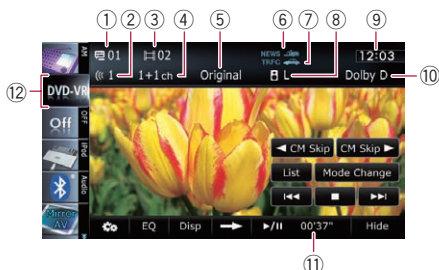 ① ② ③ ④ ⑤ ⑥ ⑦ ⑧ ⑨
AM 01 02 NEWS 12:03
TRFC
1 1+1 ch Original L Dolby D ⑩
⑫ DVD-VR
Off OFF
◄ CM Skip CM Skip ►
iPod
List Mode Change
Audio
Mirror AV
EQ Disp ►/II 00'37" Hide
⑪